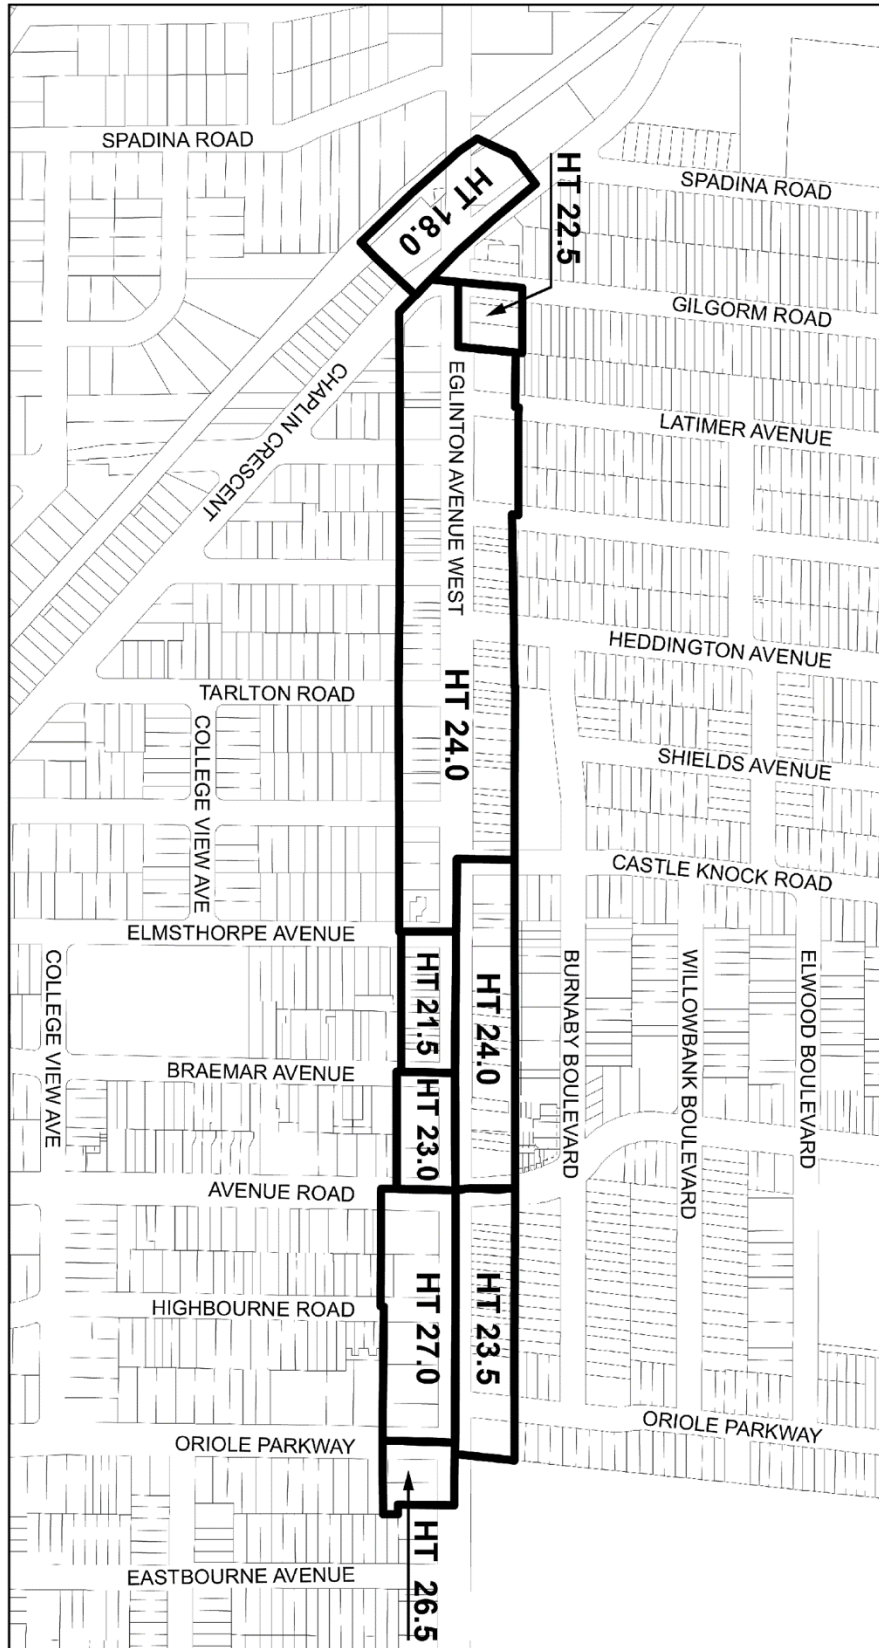 SPADINA ROAD
SPADINA ROAD
HT 22.5
HT 18.0
GILGORM ROAD
EGLINTON AVENUE WEST
CHAPLIN CRESCENT
LATIMER AVENUE
HEDDINGTON AVENUE
TARLTON ROAD
HT 24.0
COLLEGE VIEW AVE
SHIELDS AVENUE
CASTLE KNOCK ROAD
ELMSTHORPE AVENUE
COLLEGE VIEW AVE
HT 21.5
HT 24.0
BURNABY BOULEVARD
WILLOWBANK BOULEVARD
ELWOOD BOULEVARD
BRAEMAR AVENUE
HT 23.0
AVENUE ROAD
HT 27.0
HT 23.5
HIGHBOURNE ROAD
ORIOLE PARKWAY
ORIOLE PARKWAY
HT 26.5
EASTBOURNE AVENUE